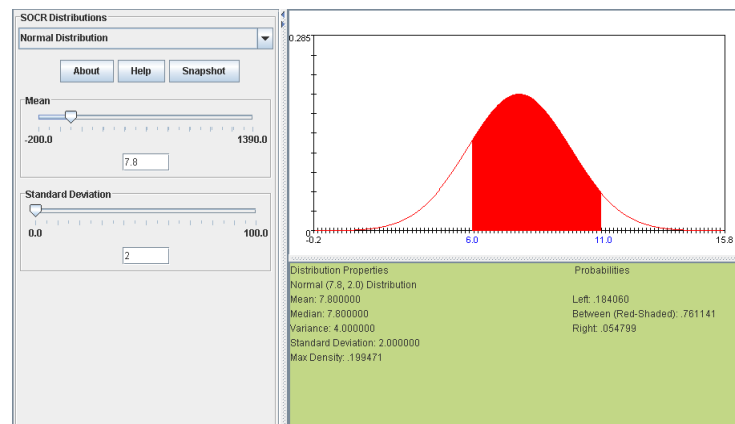 SOCR Distributions
Normal Distribution
About Help Snapshot
Mean
-200.0 1390.0
7.8
Standard Deviation
0.0 100.0
2
0.285
0
-0.2 6.0 11.0 15.8
Distribution Properties
Normal (7.8, 2.0) Distribution
Mean: 7.800000
Median: 7.800000
Variance: 4.000000
Standard Deviation: 2.000000
Max Density: .199471
Probabilities
Left: .184060
Between (Red-Shaded): .761141
Right: .054799